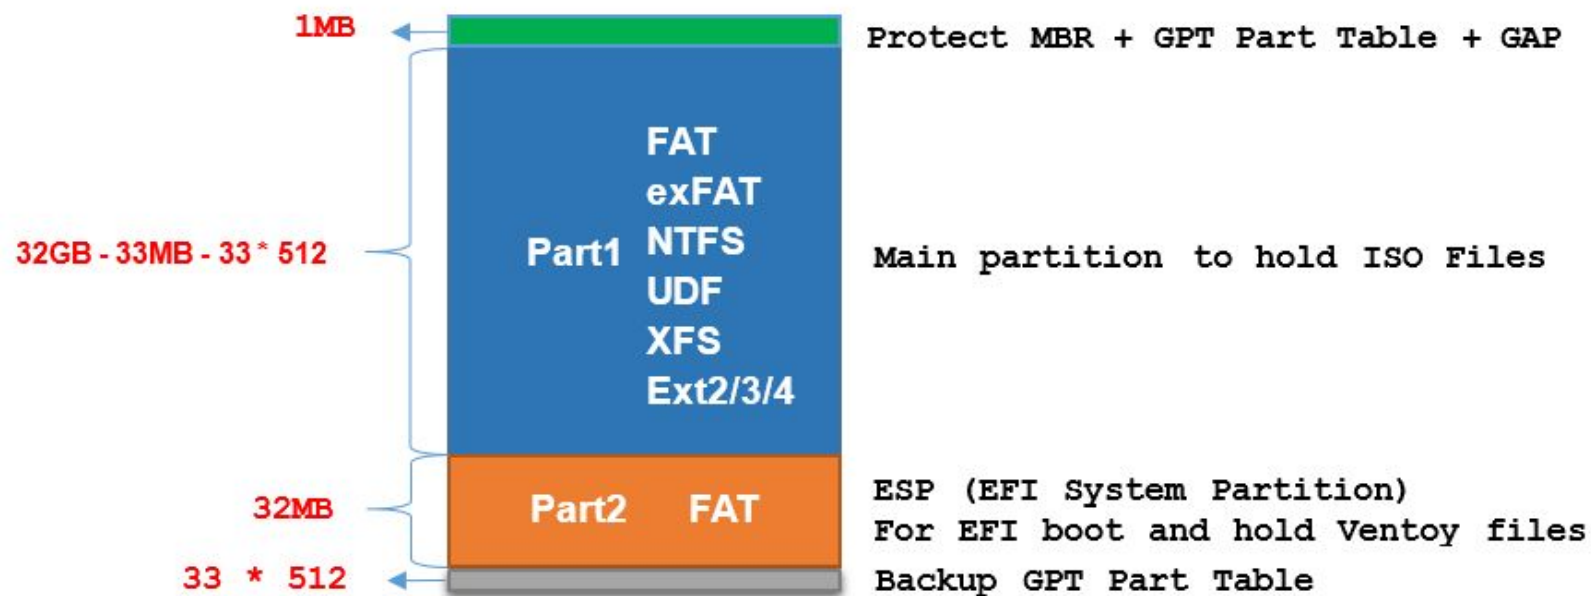 1MB
Protect MBR + GPT Part Table + GAP
FAT
exFAT
32GB - 33MB - 33 * 512
Part1
NTFS
Main partition to hold ISO Files
UDF
XFS
Ext2/3/4
32MB
Part2 FAT
ESP (EFI System Partition)
For EFI boot and hold Ventoy files
33 * 512
Backup GPT Part Table